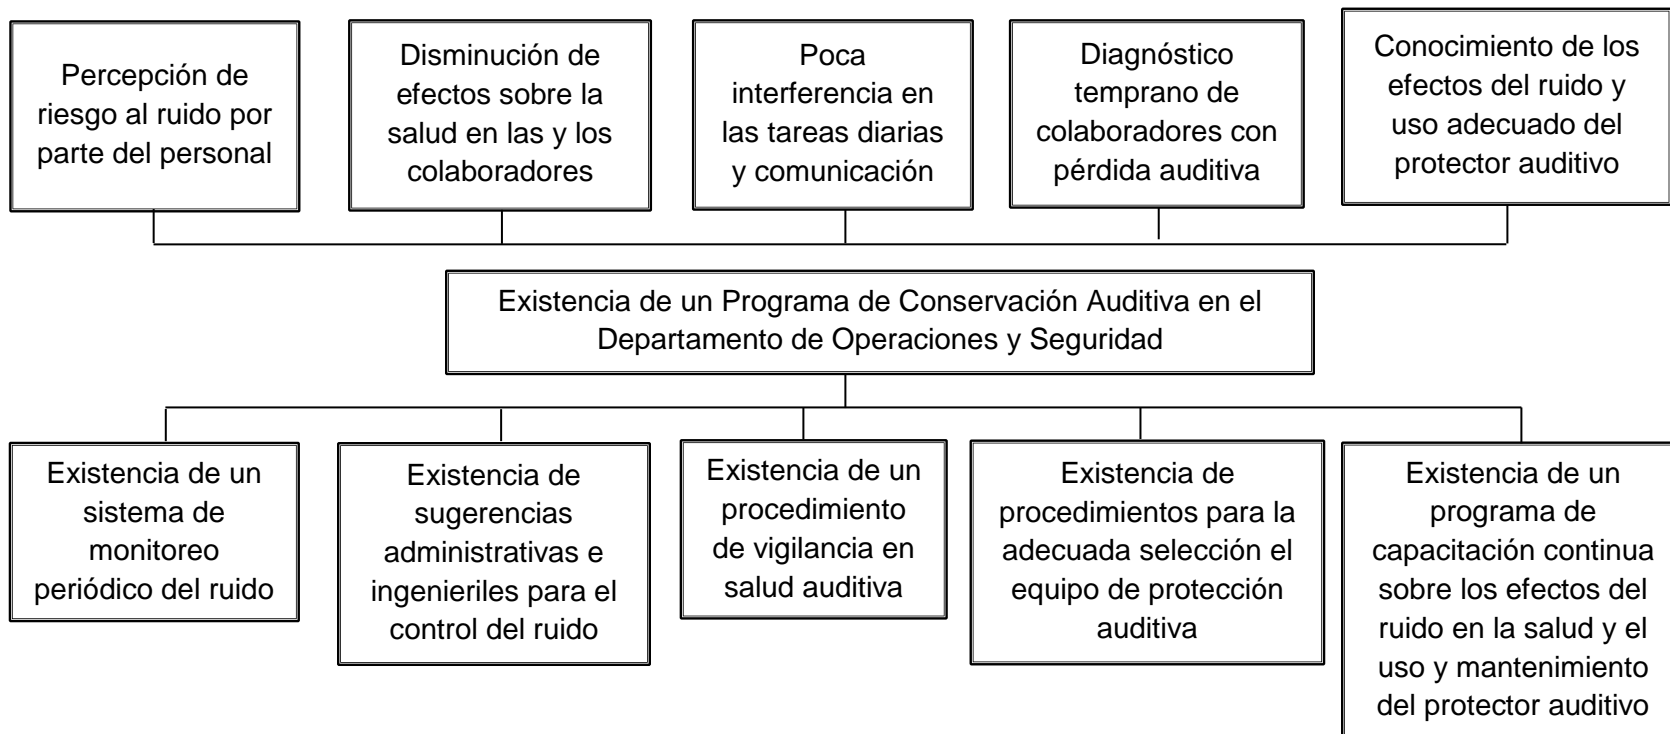 Percepción de
riesgo al ruido por
parte del personal
Disminución de
efectos sobre la
salud en las y los
colaboradores
Poca
interferencia en
las tareas diarias
y comunicación
Diagnóstico
temprano de
colaboradores con
pérdida auditiva
Conocimiento de los
efectos del ruido y
uso adecuado del
protector auditivo
Existencia de un Programa de Conservación Auditiva en el
Departamento de Operaciones y Seguridad
Existencia de un
sistema de
monitoreo
periódico del ruido
Existencia de
sugerencias
administrativas e
ingenieriles para el
control del ruido
Existencia de un
procedimiento
de vigilancia en
salud auditiva
Existencia de
procedimientos para la
adecuada selección el
equipo de protección
auditiva
Existencia de un
programa de
capacitación continua
sobre los efectos del
ruido en la salud y el
uso y mantenimiento
del protector auditivo